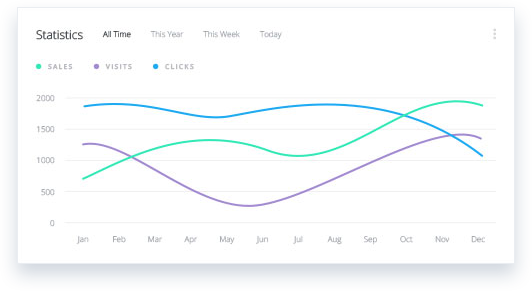 Statistics All Time This Year This Week Today
SALES VISITS CLICKS
2000
1500
1000
500
0
Jan Feb Mar Apr May Jun Jul Aug Sep Oct Nov Dec